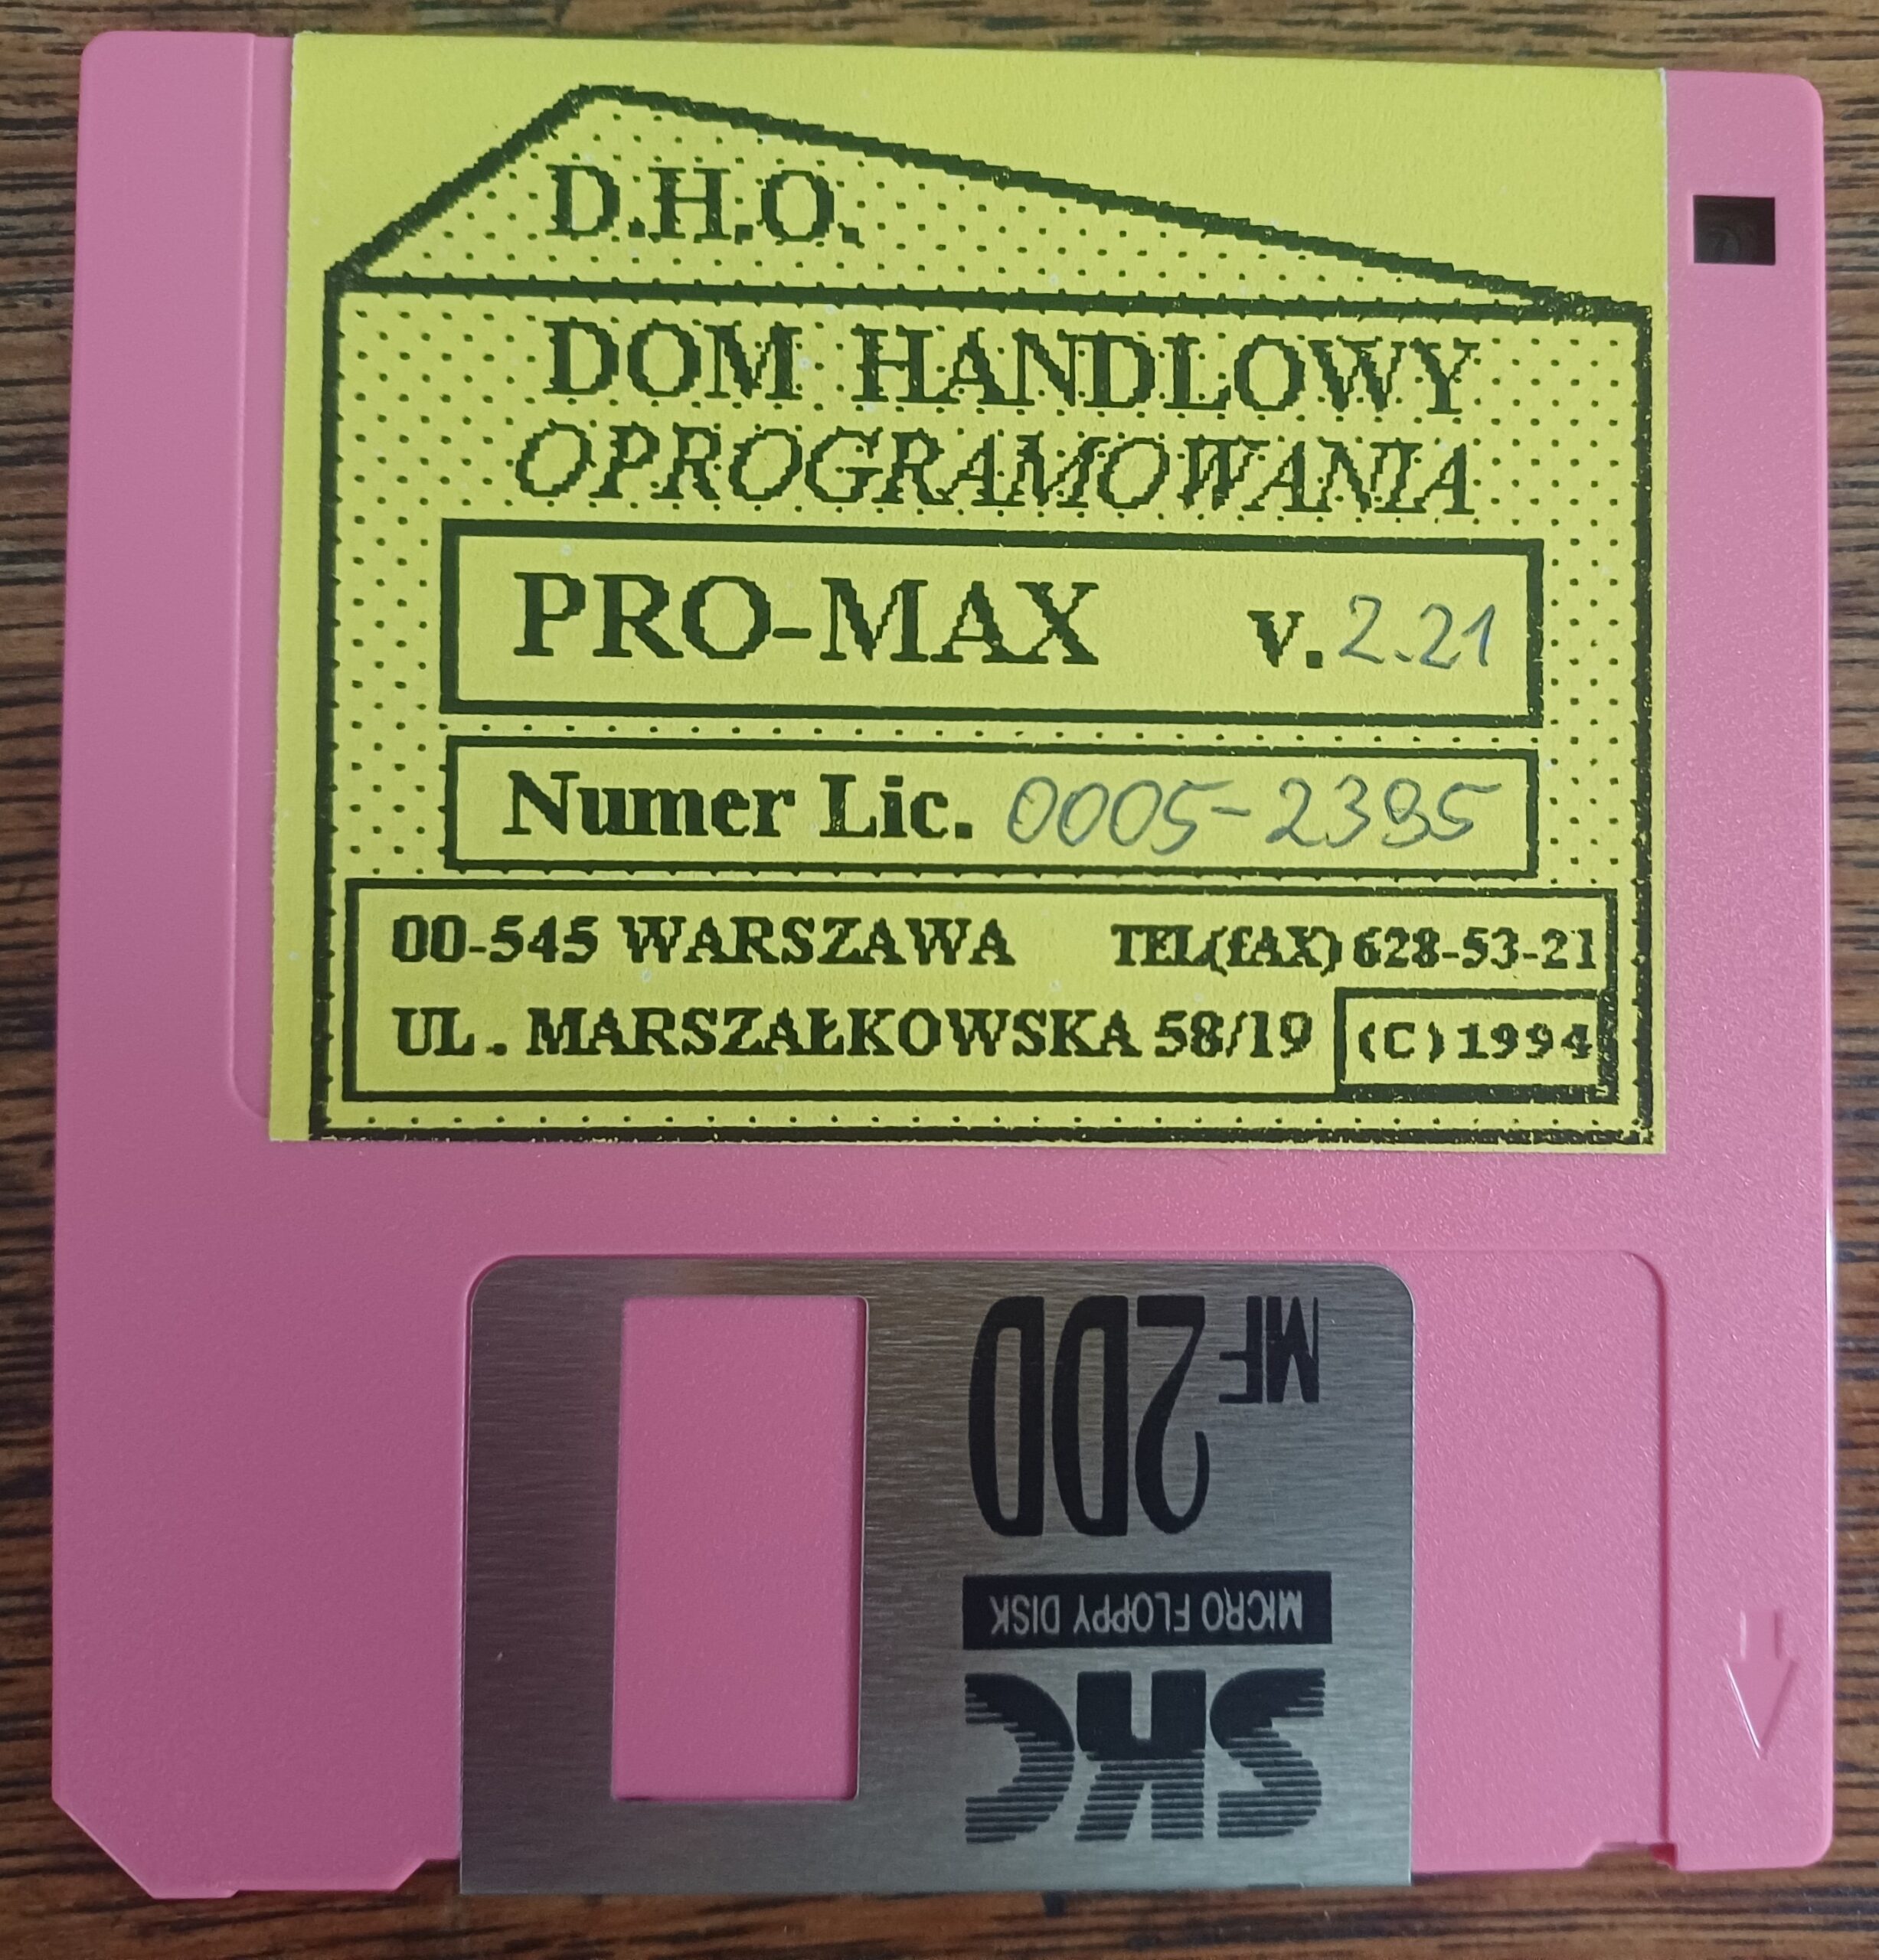 D.H.O.
DOM HANDLOWY
OPROGRAMOWANIA
PRO-MAX v. 2.21
Numer Lic. 0005-2395
00-545 WARSZAWA TEL(fAX) 628-53-21
UL. MARSZAŁKOWSKA 58/19 (C) 1994
SKC
MICRO FLOPPY DISK
MF 2DD